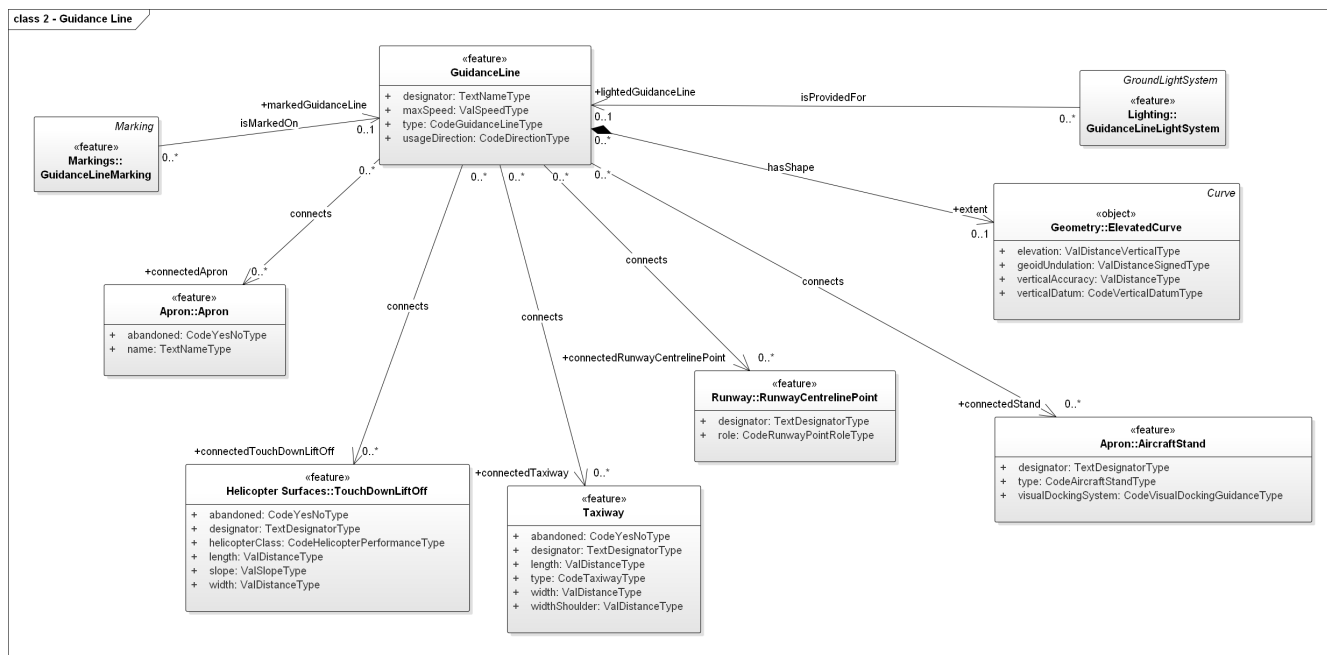 class 2 - Guidance Line
«feature»
GuidanceLine
+ designator: TextNameType
+ maxSpeed: ValSpeedType
+ type: CodeGuidanceLineType
+ usageDirection: CodeDirectionType
GroundLightSystem
«feature»
Lighting::
GuidanceLineLightSystem
Marking
«feature»
Markings::
GuidanceLineMarking
+markedGuidanceLine
isMarkedOn
0..1
0..*
+lightedGuidanceLine
isProvidedFor
0..1
0..*
0..*
hasShape
+extent
0..1
Curve
«object»
Geometry::ElevatedCurve
+ elevation: ValDistanceVerticalType
+ geoidUndulation: ValDistanceSignedType
+ verticalAccuracy: ValDistanceType
+ verticalDatum: CodeVerticalDatumType
0..*
connects
+connectedApron
0..*
«feature»
Apron::Apron
+ abandoned: CodeYesNoType
+ name: TextNameType
0..*
connects
+connectedTouchDownLiftOff
0..*
«feature»
Helicopter Surfaces::TouchDownLiftOff
+ abandoned: CodeYesNoType
+ designator: TextDesignatorType
+ helicopterClass: CodeHelicopterPerformanceType
+ length: ValDistanceType
+ slope: ValSlopeType
+ width: ValDistanceType
0..*
connects
+connectedTaxiway
0..*
«feature»
Taxiway
+ abandoned: CodeYesNoType
+ designator: TextDesignatorType
+ length: ValDistanceType
+ type: CodeTaxiwayType
+ width: ValDistanceType
+ widthShoulder: ValDistanceType
0..*
connects
+connectedRunwayCentrelinePoint
0..*
«feature»
Runway::RunwayCentrelinePoint
+ designator: TextDesignatorType
+ role: CodeRunwayPointRoleType
0..*
connects
+connectedStand
0..*
«feature»
Apron::AircraftStand
+ designator: TextDesignatorType
+ type: CodeAircraftStandType
+ visualDockingSystem: CodeVisualDockingGuidanceType